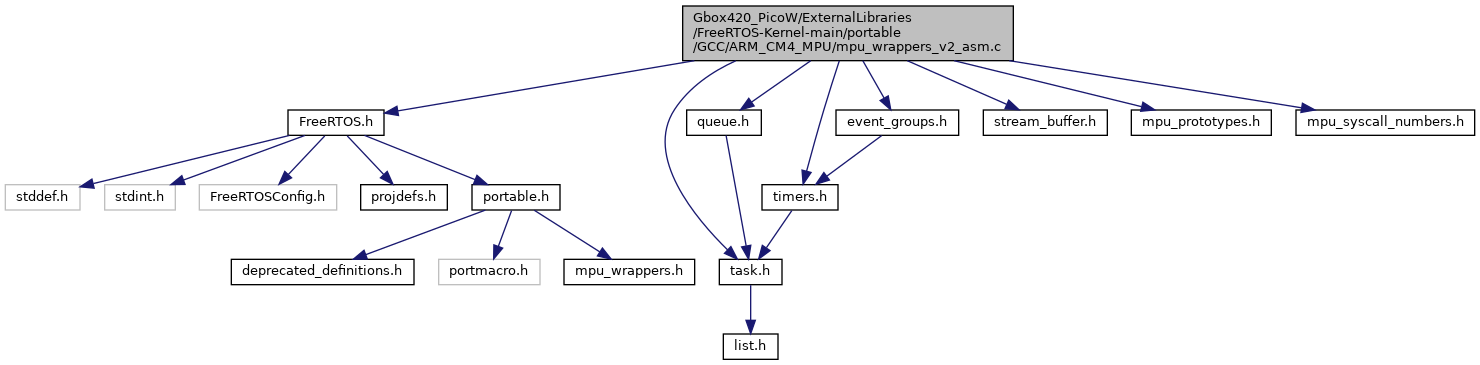 Gbox420_PicoW/ExternalLibraries
/FreeRTOS-Kernel-main/portable
/GCC/ARM_CM4_MPU/mpu_wrappers_v2_asm.c
FreeRTOS.h
queue.h
event_groups.h
stream_buffer.h
mpu_prototypes.h
mpu_syscall_numbers.h
stddef.h
stdint.h
FreeRTOSConfig.h
projdefs.h
portable.h
timers.h
deprecated_definitions.h
portmacro.h
mpu_wrappers.h
task.h
list.h